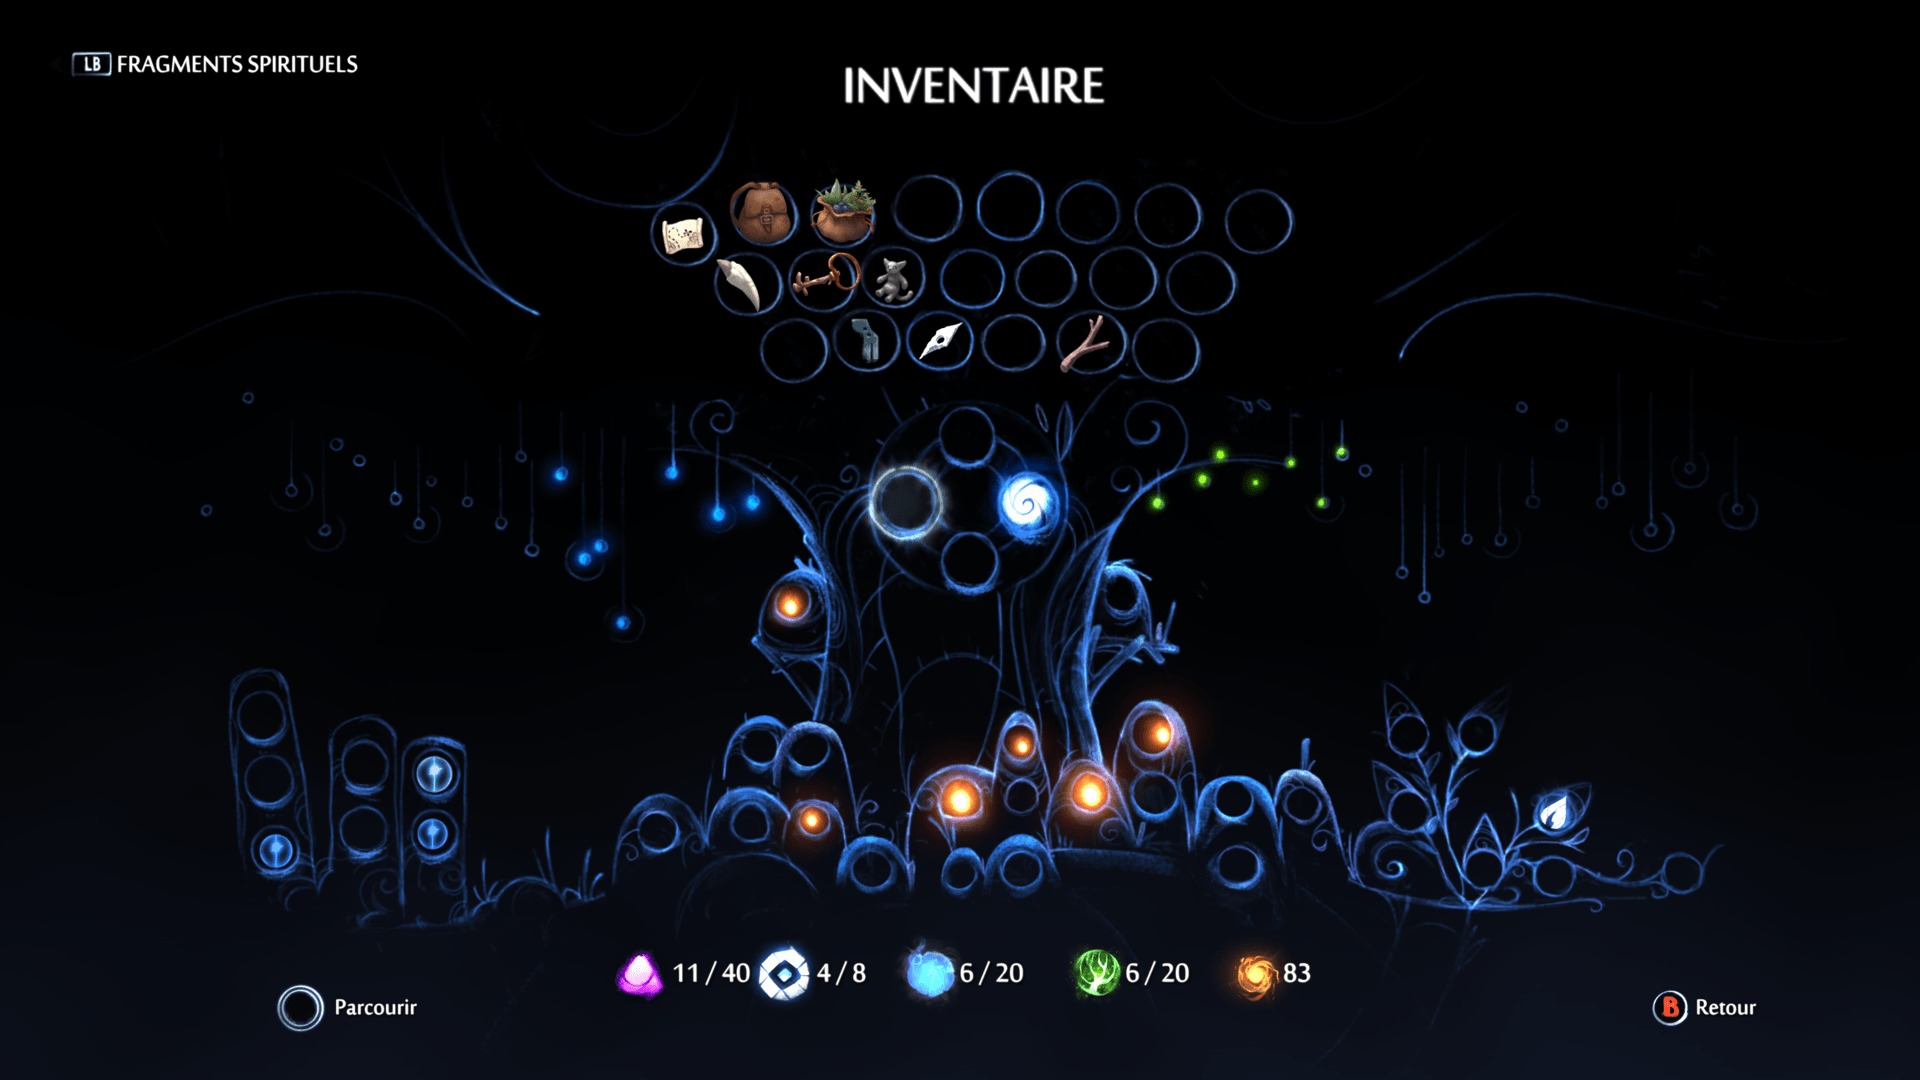 LB FRAGMENTS SPIRITUELS
INVENTAIRE
11 / 40 4 / 8 6 / 20 6 / 20 83
Parcourir
B Retour